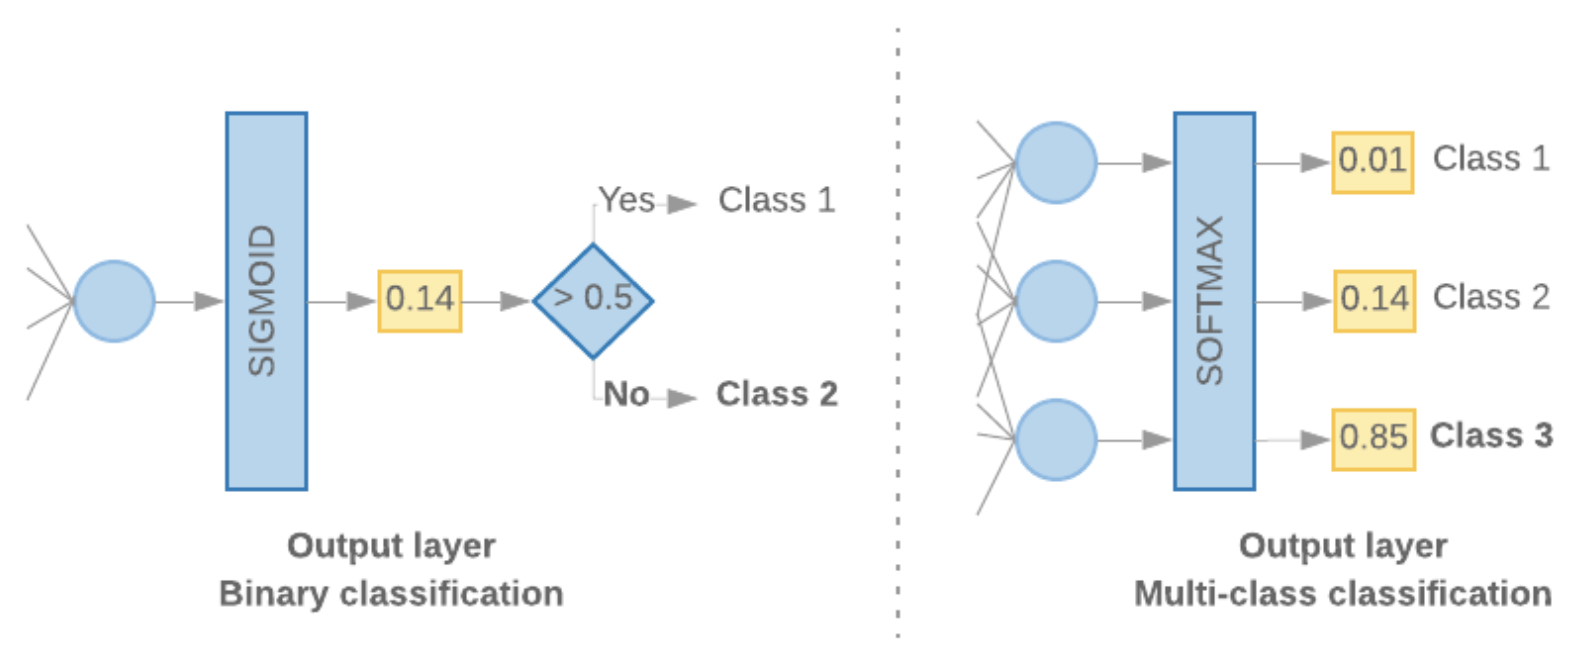 SIGMOID
0.14
> 0.5
Yes
Class 1
No
Class 2
Output layer
Binary classification
SOFTMAX
0.01
Class 1
0.14
Class 2
0.85
Class 3
Output layer
Multi-class classification